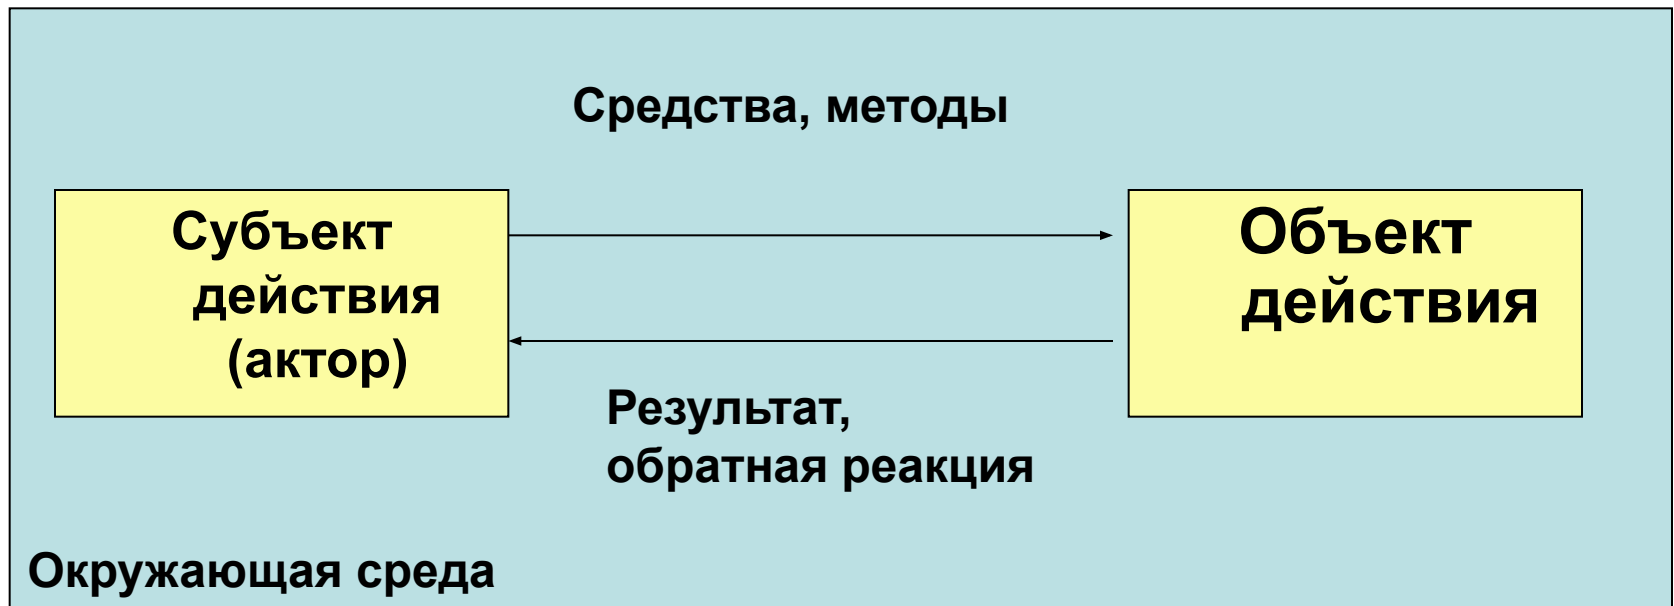 Средства, методы
Субъект
действия
(актор)
Объект
действия
Результат,
обратная реакция
Окружающая среда